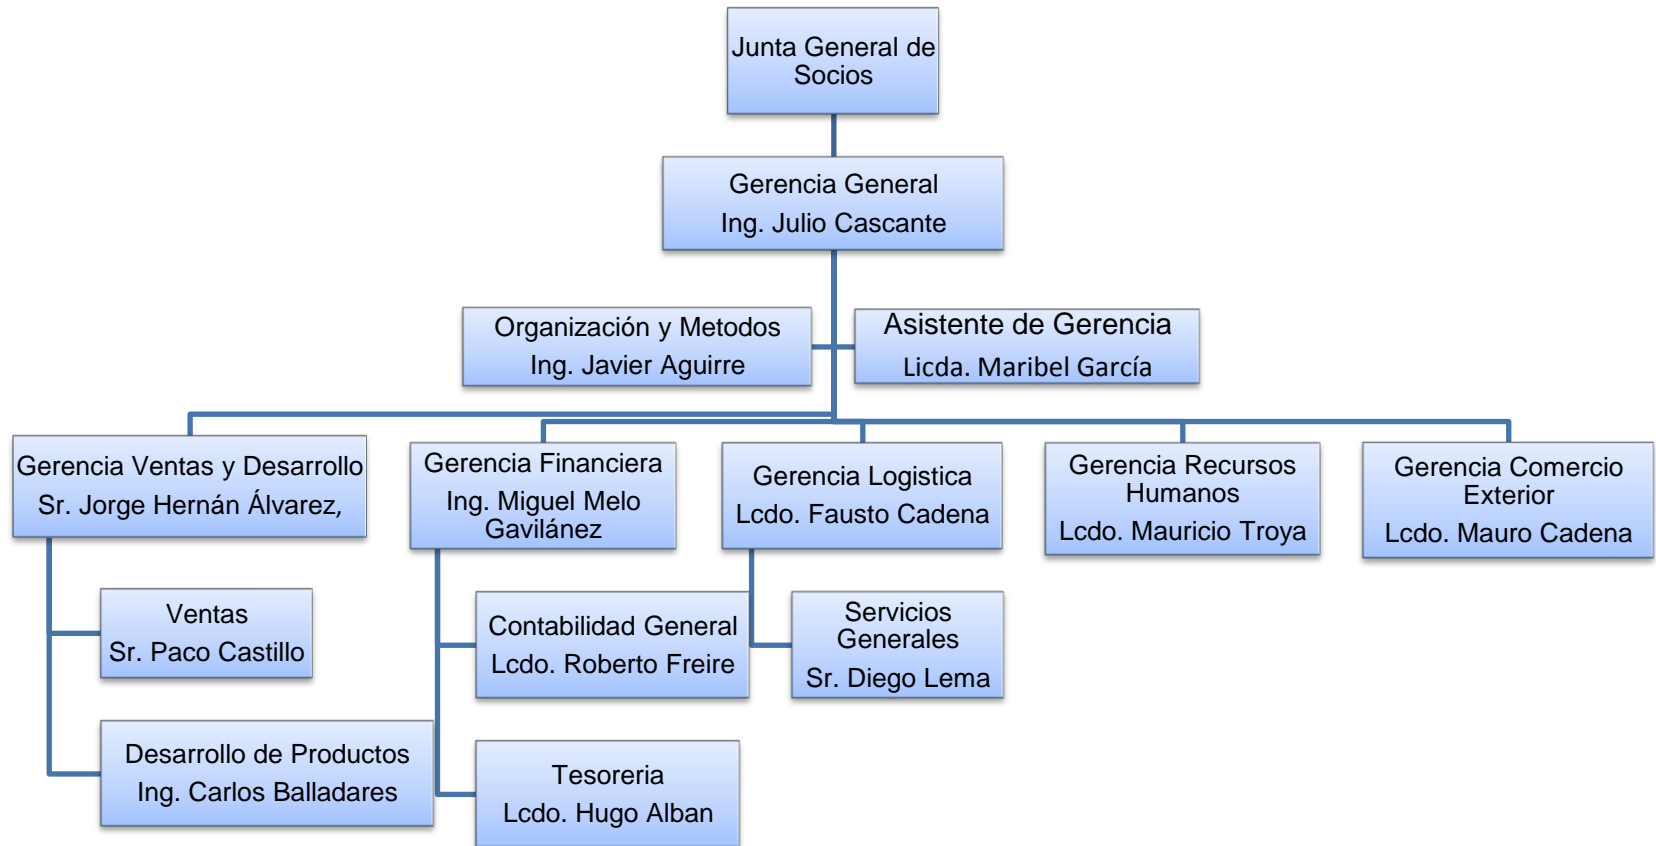 Junta General de
Socios
Gerencia General
Ing. Julio Cascante
Organización y Metodos
Ing. Javier Aguirre
Asistente de Gerencia
Licda. Maribel García
Gerencia Ventas y Desarrollo
Sr. Jorge Hernán Álvarez,
Gerencia Financiera
Ing. Miguel Melo
Gavilánez
Gerencia Logistica
Lcdo. Fausto Cadena
Gerencia Recursos
Humanos
Lcdo. Mauricio Troya
Gerencia Comercio
Exterior
Lcdo. Mauro Cadena
Ventas
Sr. Paco Castillo
Contabilidad General
Lcdo. Roberto Freire
Servicios
Generales
Sr. Diego Lema
Desarrollo de Productos
Ing. Carlos Balladares
Tesoreria
Lcdo. Hugo Alban